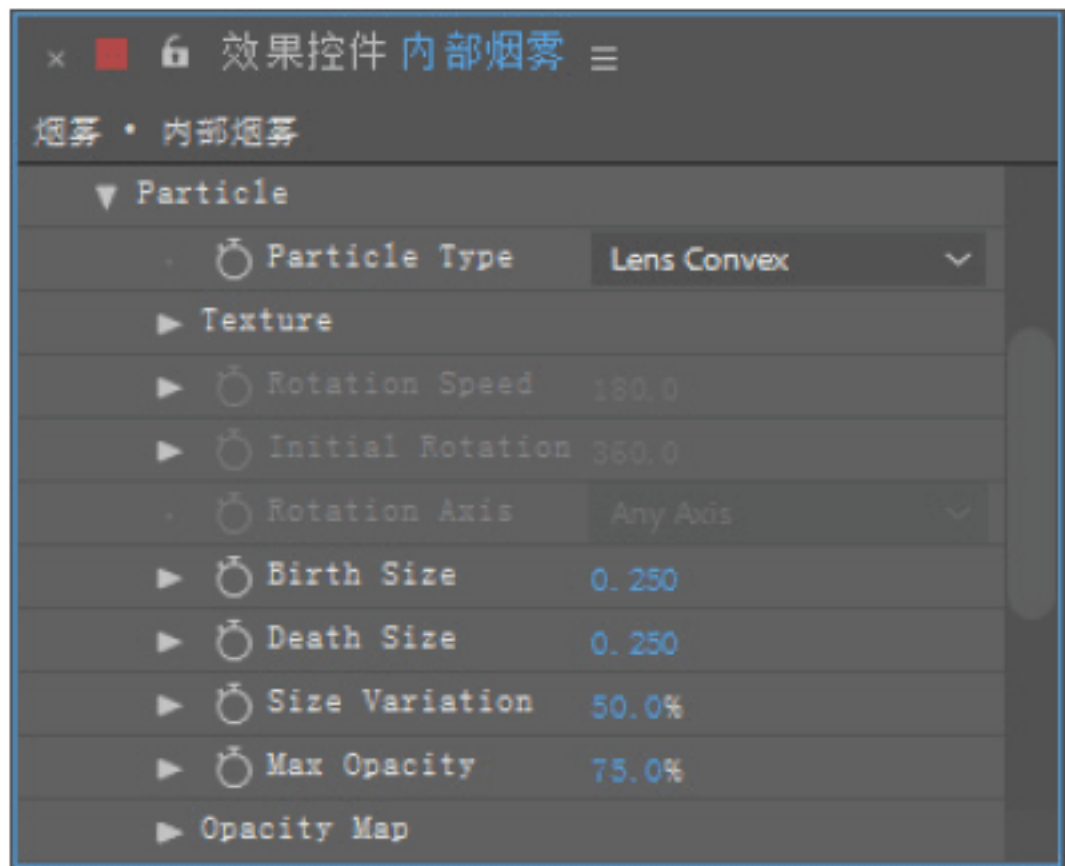 效果控件 内部烟雾
烟雾 • 内部烟雾
Particle
Particle Type Lens Convex
Texture
Rotation Speed 180.0
Initial Rotation 360.0
Rotation Axis Any Axis
Birth Size 0.250
Death Size 0.250
Size Variation 50.0%
Max Opacity 75.0%
Opacity Map